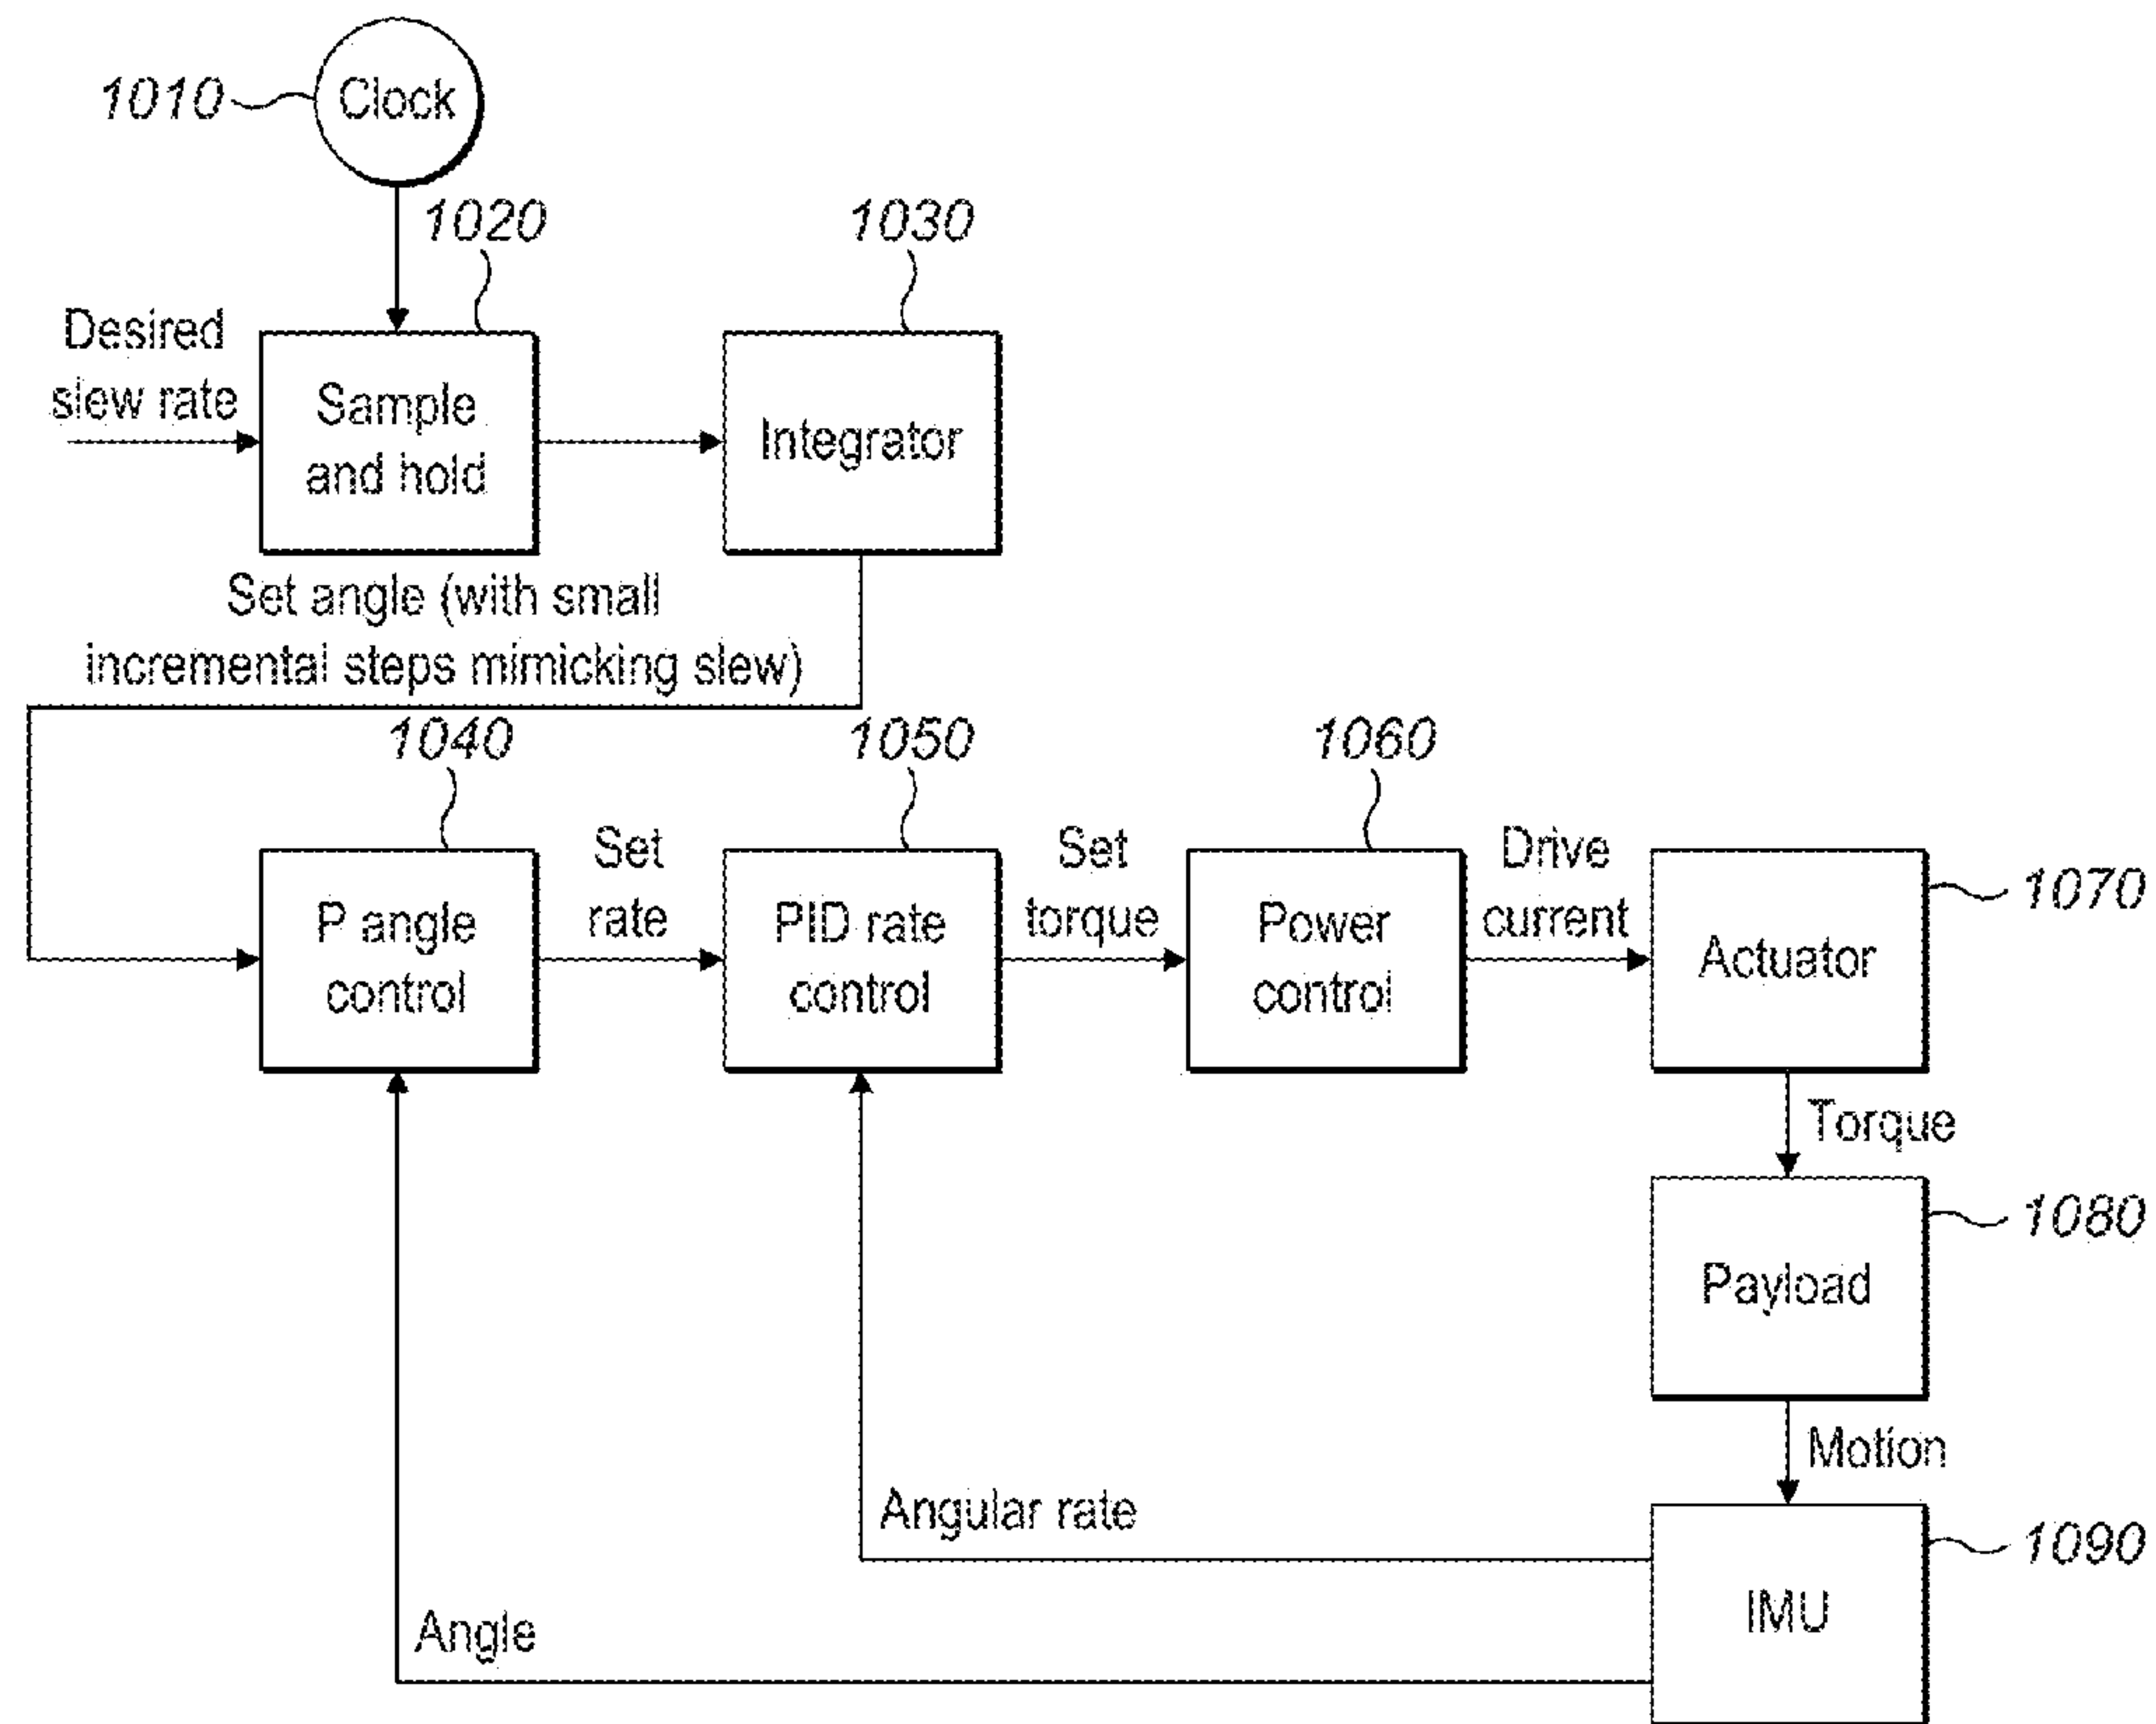 1010
Clock
1020
1030
Desired
slew rate
Sample
and hold
Integrator
Set angle (with small
incremental steps mimicking slew)
1040
1050
1060
P angle
control
Set
rate
PID rate
control
Set
torque
Power
control
Drive
current
Actuator
1070
Torque
Payload
1080
Motion
Angular rate
IMU
1090
Angle